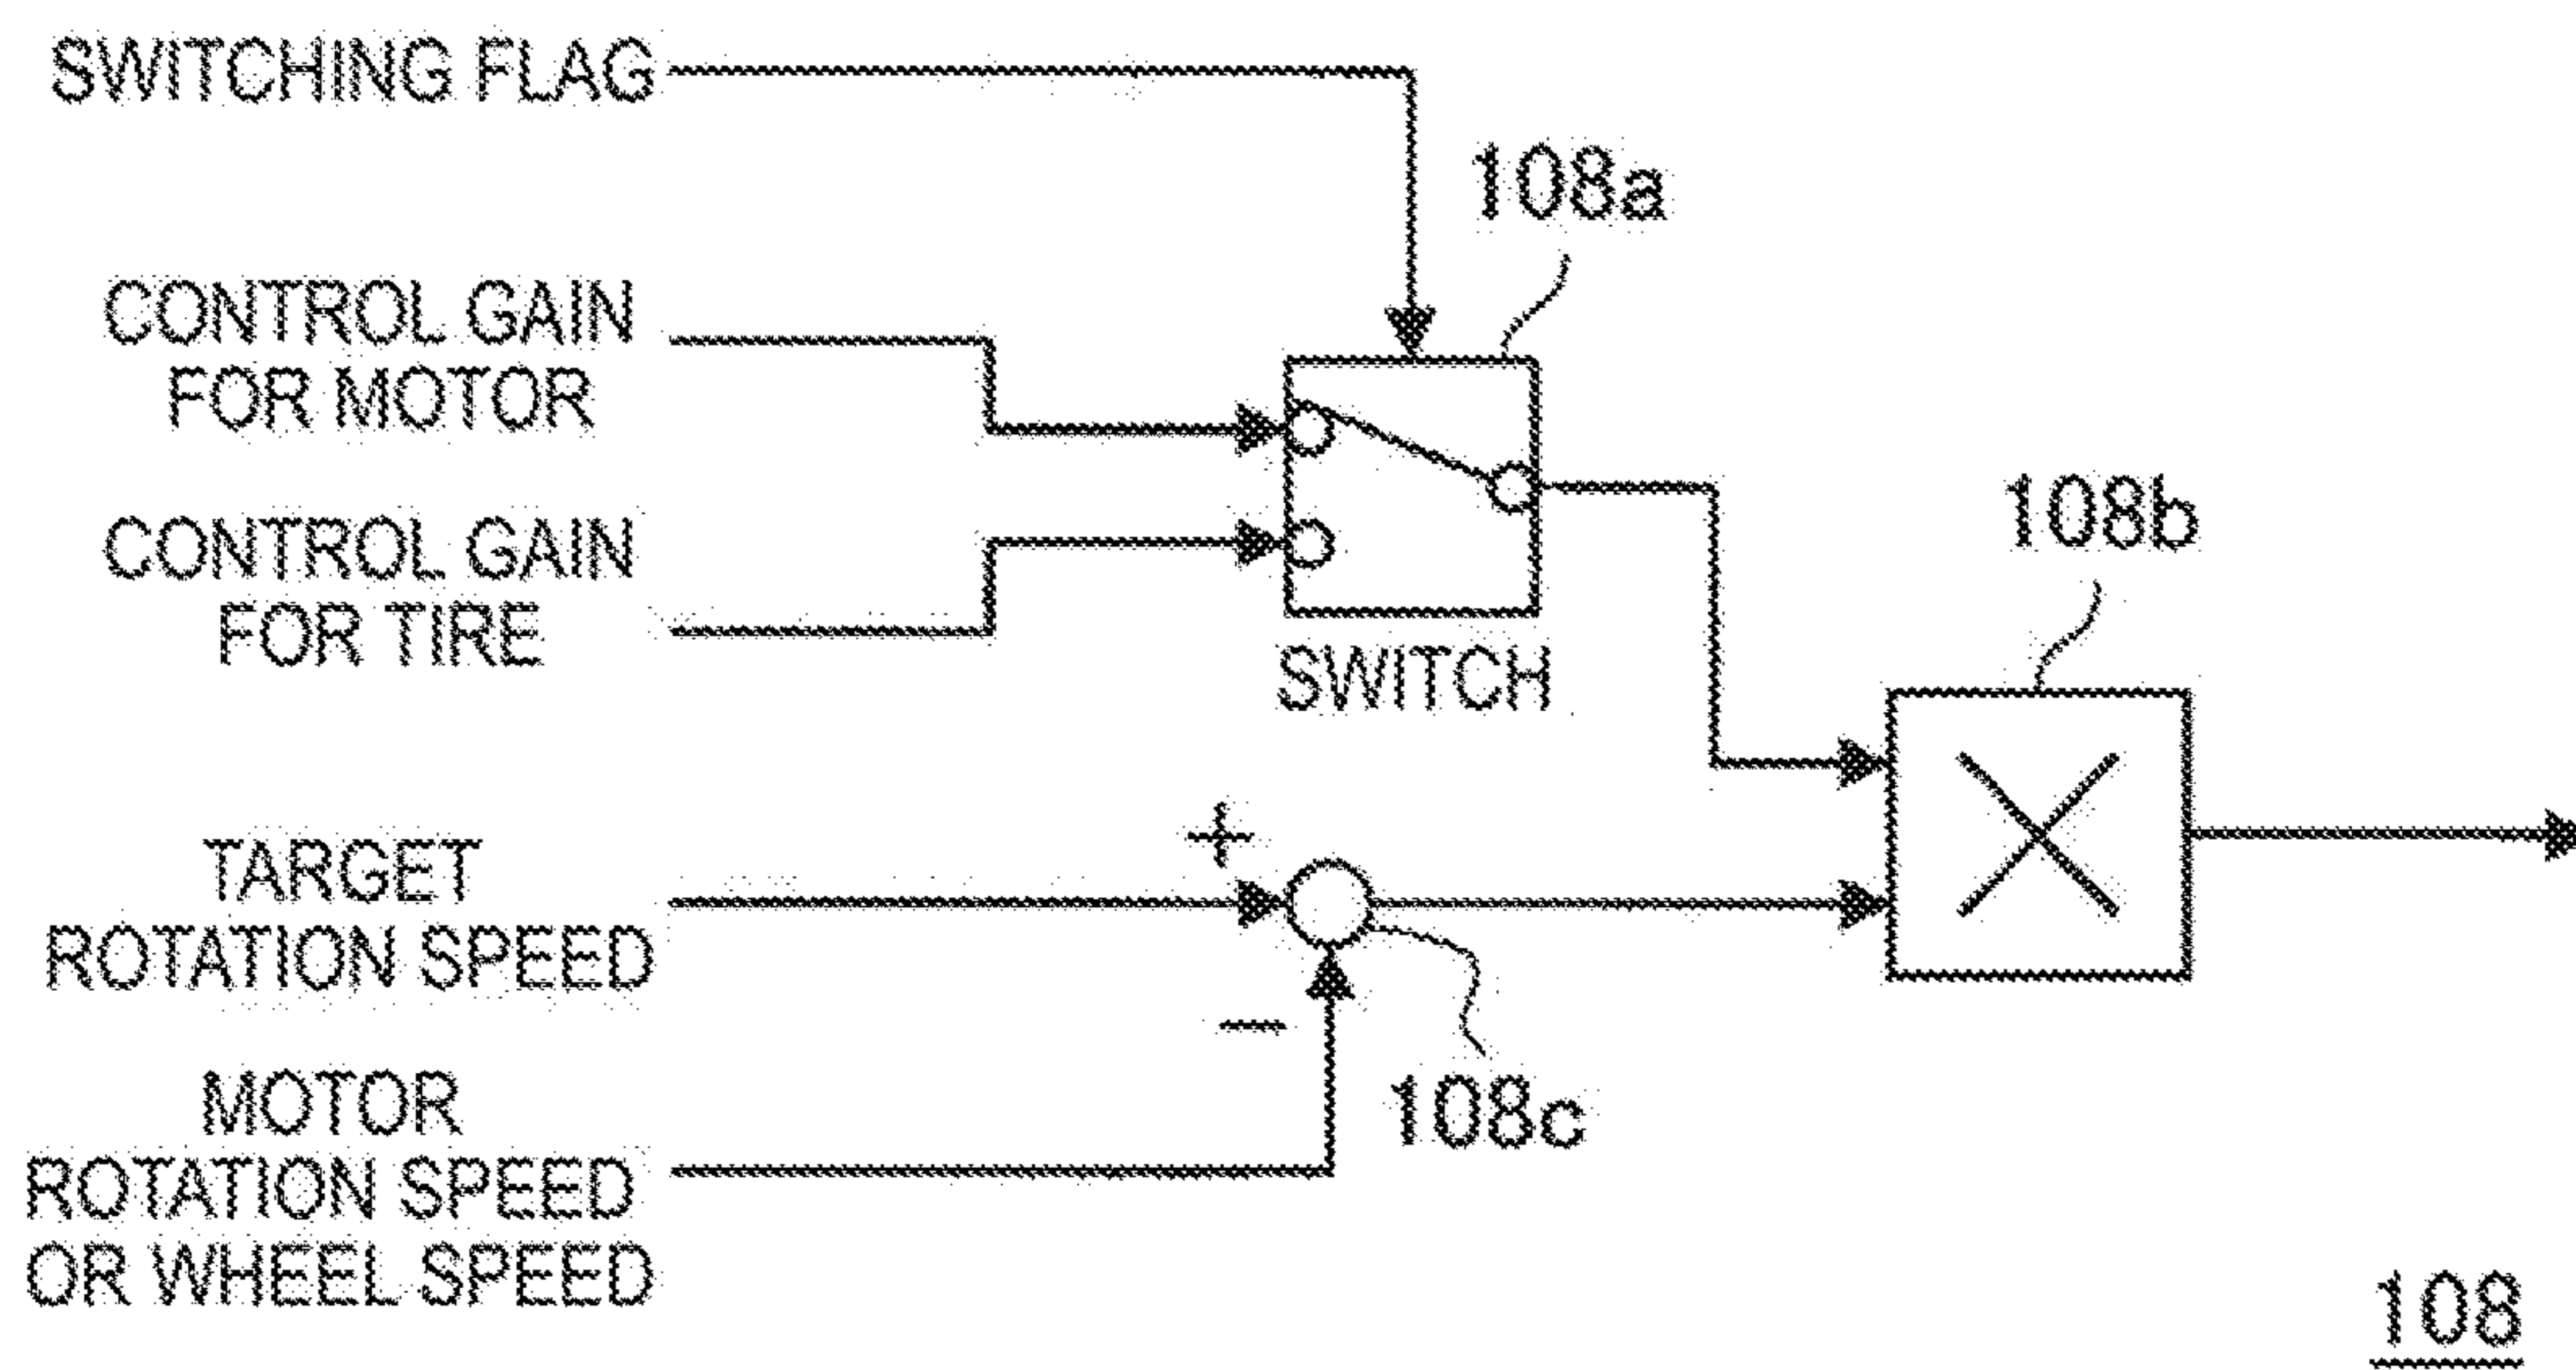 SWITCHING FLAG
108a
CONTROL GAIN
FOR MOTOR
CONTROL GAIN
FOR TIRE
SWITCH
108b
+
TARGET
ROTATION SPEED
−
108c
MOTOR
ROTATION SPEED
OR WHEEL SPEED
108